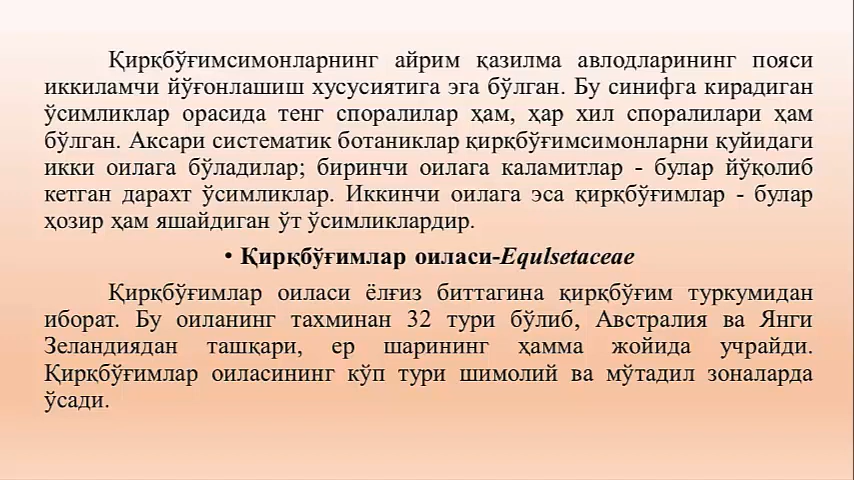 Қирқбўғимсимонларнинг айрим қазилма авлодларининг пояси
иккиламчи йўғонлашиш хусусиятига эга бўлган. Бу синифга кирадиган
ўсимликлар орасида тенг споралилар ҳам, ҳар хил споралилари ҳам
бўлган. Аксари систематик ботаниклар қирқбўғимсимонларни қуйидаги
икки оилага бўладилар; биринчи оилага каламитлар - булар йўқолиб
кетган дарахт ўсимликлар. Иккинчи оилага эса қирқбўғимлар - булар
ҳозир ҳам яшайдиган ўт ўсимликлардир.
• Қирқбўғимлар оиласи-Equlsetaceae
Қирқбўғимлар оиласи ёлғиз биттагина қирқбўғим туркумидан
иборат. Бу оиланинг тахминан 32 тури бўлиб, Австралия ва Янги
Зеландиядан ташқари, ер шарининг ҳамма жойида учрайди.
Қирқбўғимлар оиласининг кўп тури шимолий ва мўтадил зоналарда
ўсади.